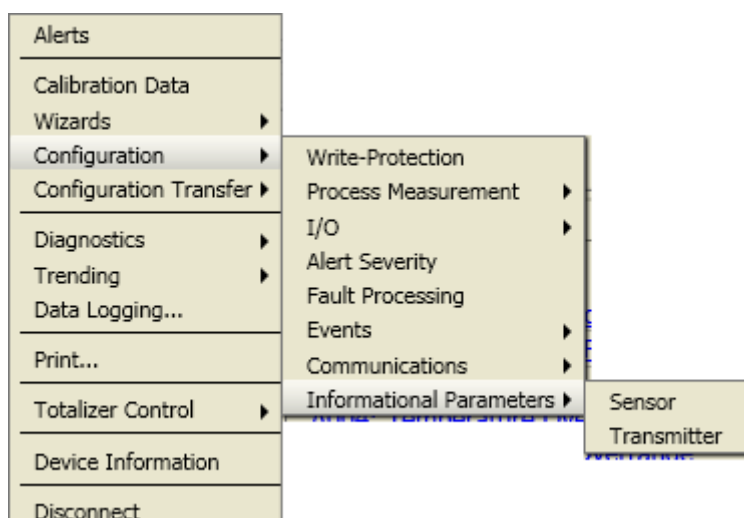 Alerts
Calibration Data
Wizards
Configuration
Configuration Transfer
Diagnostics
Trending
Data Logging...
Print...
Totalizer Control
Device Information
Disconnect
Write-Protection
Process Measurement
I/O
Alert Severity
Fault Processing
Events
Communications
Informational Parameters
Sensor
Transmitter